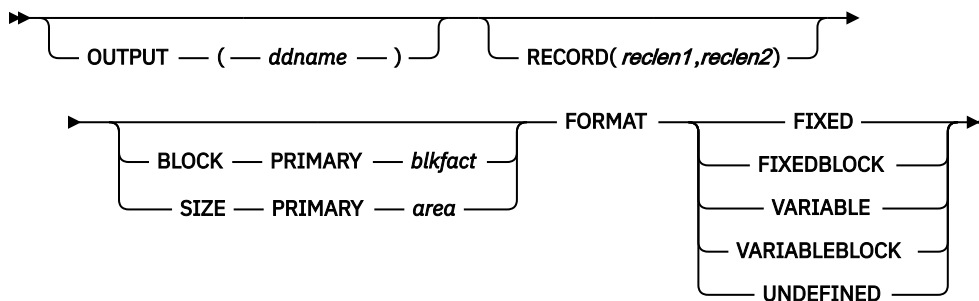 OUTPUT ( ddname ) RECORD( reclen1,reclen2)
FORMAT FIXED
BLOCK PRIMARY blkfact FIXEDBLOCK
SIZE PRIMARY area VARIABLE
VARIABLEBLOCK
UNDEFINED